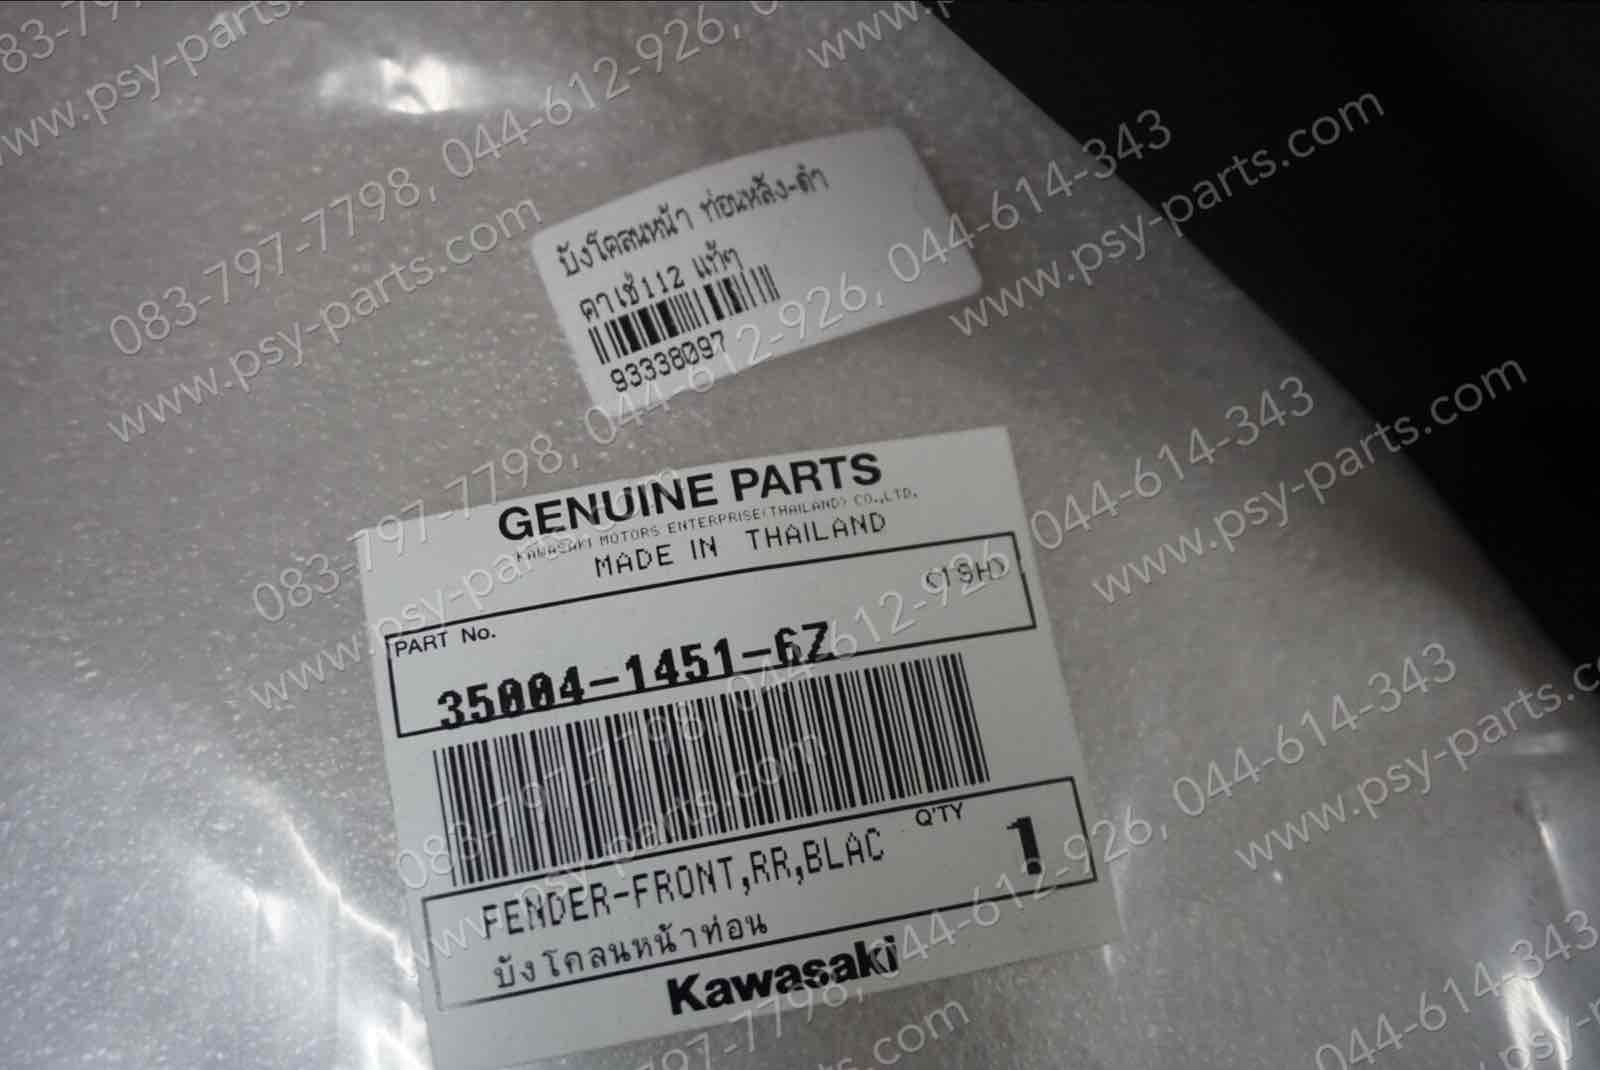 083-797-7798, 044-612-926, 044-614-343
www.psy-parts.com
บังโคลนหน้า ท่อนหลัง-ดำ
คาเซ่112 แท้ๆ
93338097
GENUINE PARTS
KAWASAKI MOTORS ENTERPRISE(THAILAND) CO.,LTD.
MADE IN THAILAND
PART No.
35004-1451-6Z
Q'TY
1
FENDER-FRONT,RR,BLAC
บังโคลนหน้าท่อน
Kawasaki